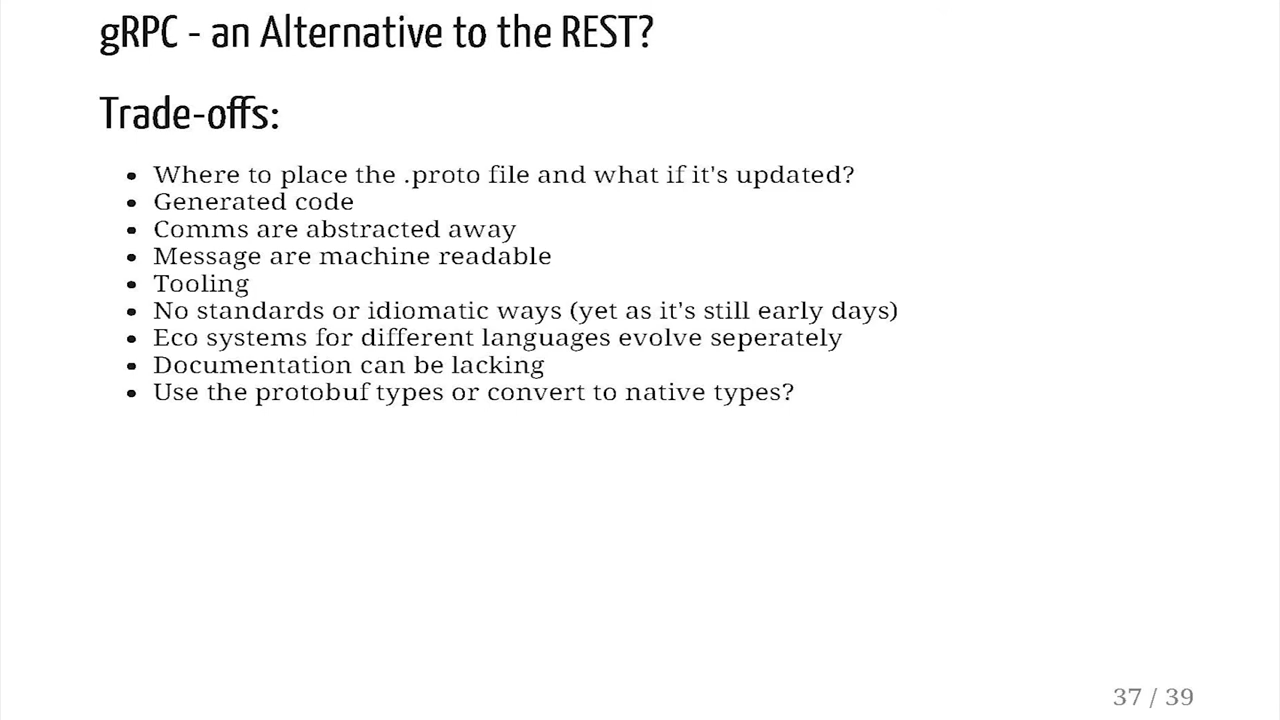 gRPC - an Alternative to the REST?
Trade-offs:
Where to place the .proto file and what if it's updated?
Generated code
Comms are abstracted away
Message are machine readable
Tooling
No standards or idiomatic ways (yet as it's still early days)
Eco systems for different languages evolve seperately
Documentation can be lacking
Use the protobuf types or convert to native types?
37 / 39